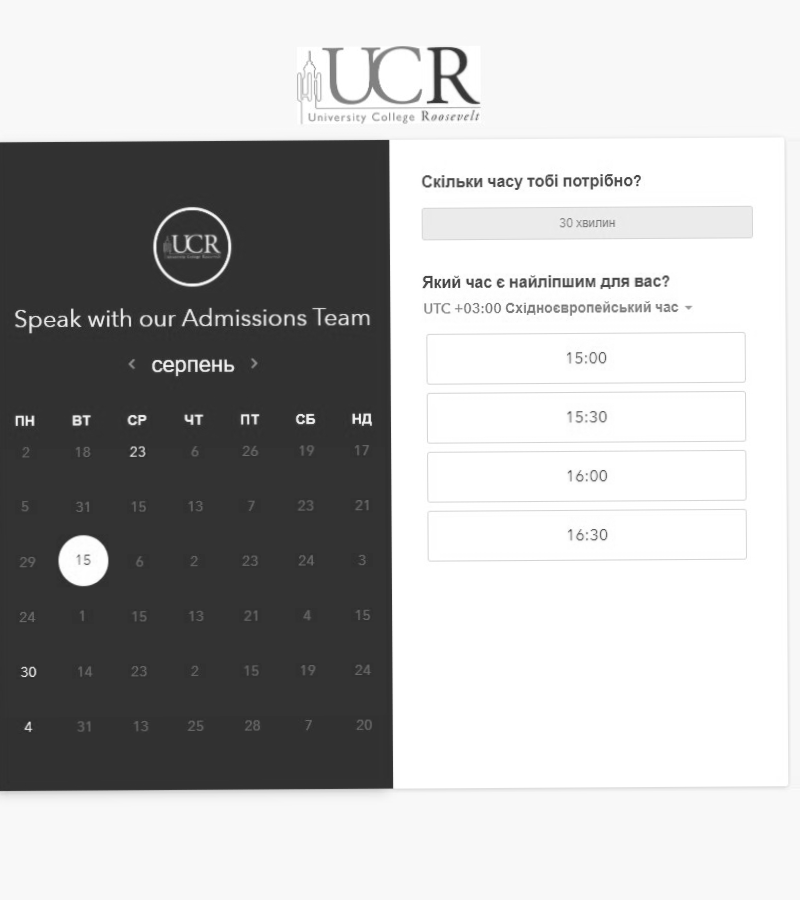 UCR
University College Roosevelt
UCR
Speak with our Admissions Team
серпень
ПН ВТ СР ЧТ ПТ СБ НД
2 18 23 6 26 19 17
5 31 15 13 7 23 21
29 15 6 2 23 24 3
24 1 15 13 21 4 15
30 14 23 2 15 19 24
4 31 13 25 28 7 20
Скільки часу тобі потрібно?
30 хвилин
Який час є найліпшим для вас?
UTC +03:00 Східноєвропейський час
15:00
15:30
16:00
16:30